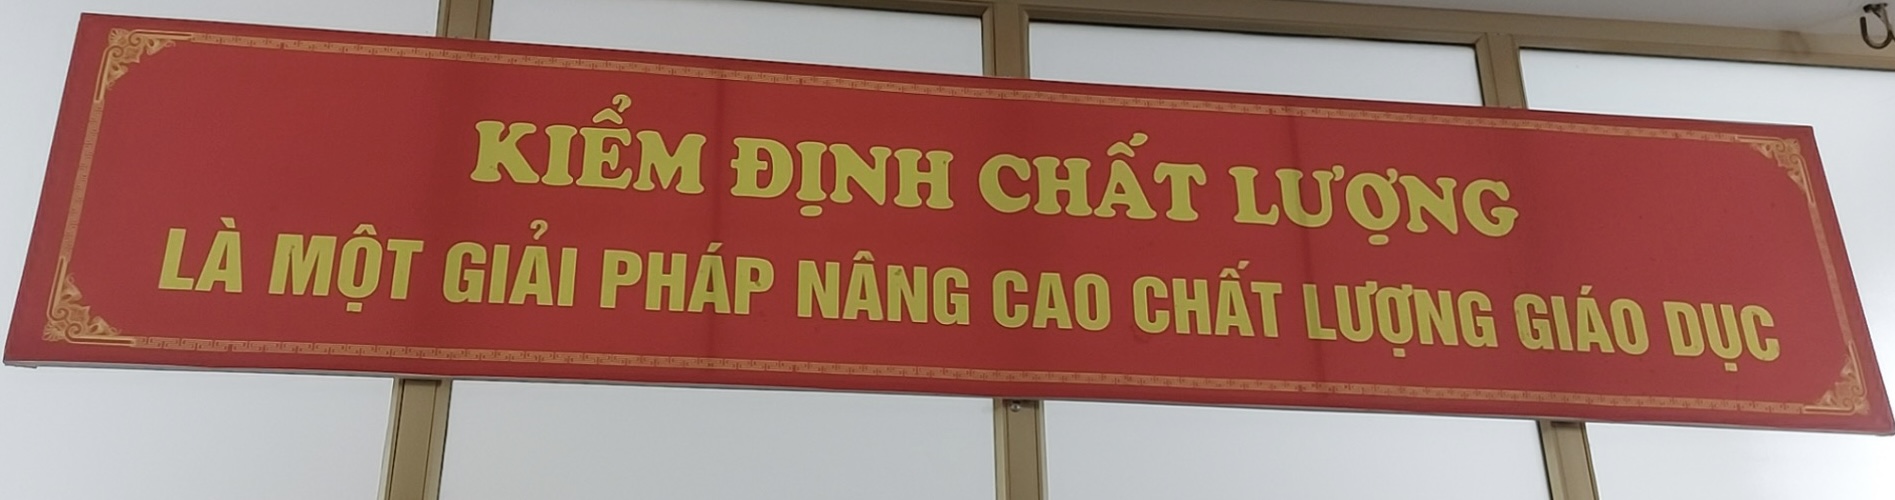 KIỂM ĐỊNH CHẤT LƯỢNG
LÀ MỘT GIẢI PHÁP NÂNG CAO CHẤT LƯỢNG GIÁO DỤC